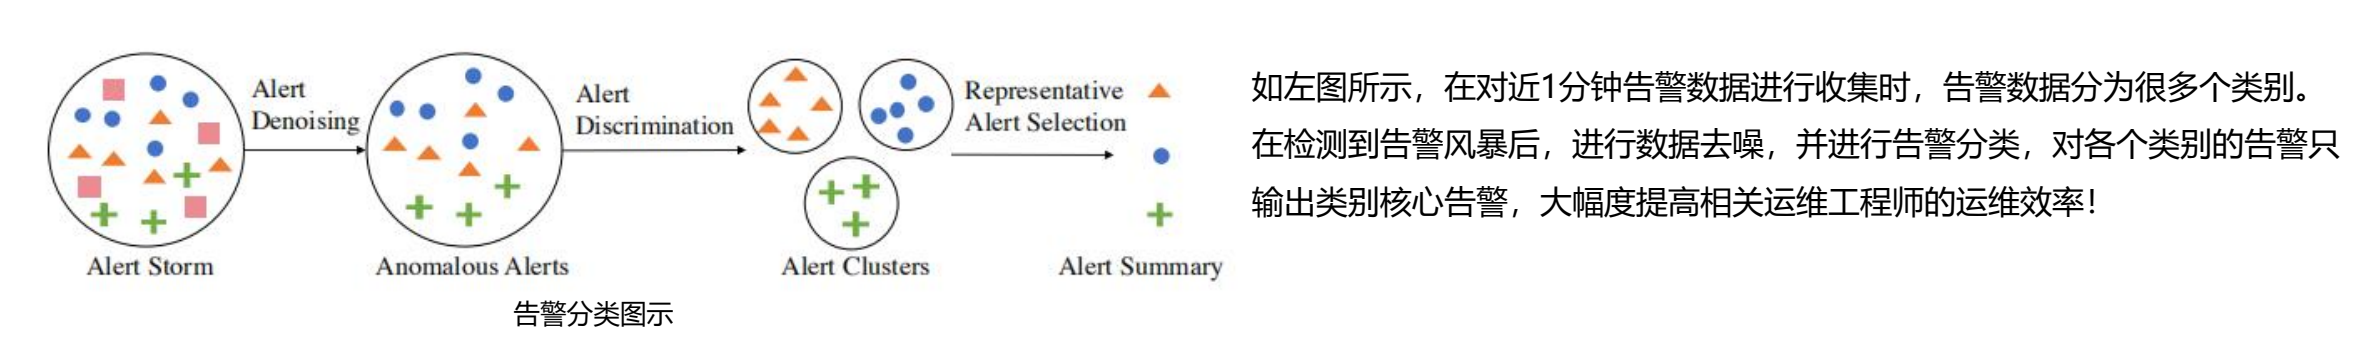 Alert
Denoising
Alert
Discrimination
Representative
Alert Selection
Alert Storm
Anomalous Alerts
Alert Clusters
Alert Summary
告警分类图示
如左图所示，在对近1分钟告警数据进行收集时，告警数据分为很多个类别。
在检测到告警风暴后，进行数据去噪，并进行告警分类，对各个类别的告警只
输出类别核心告警，大幅度提高相关运维工程师的运维效率！